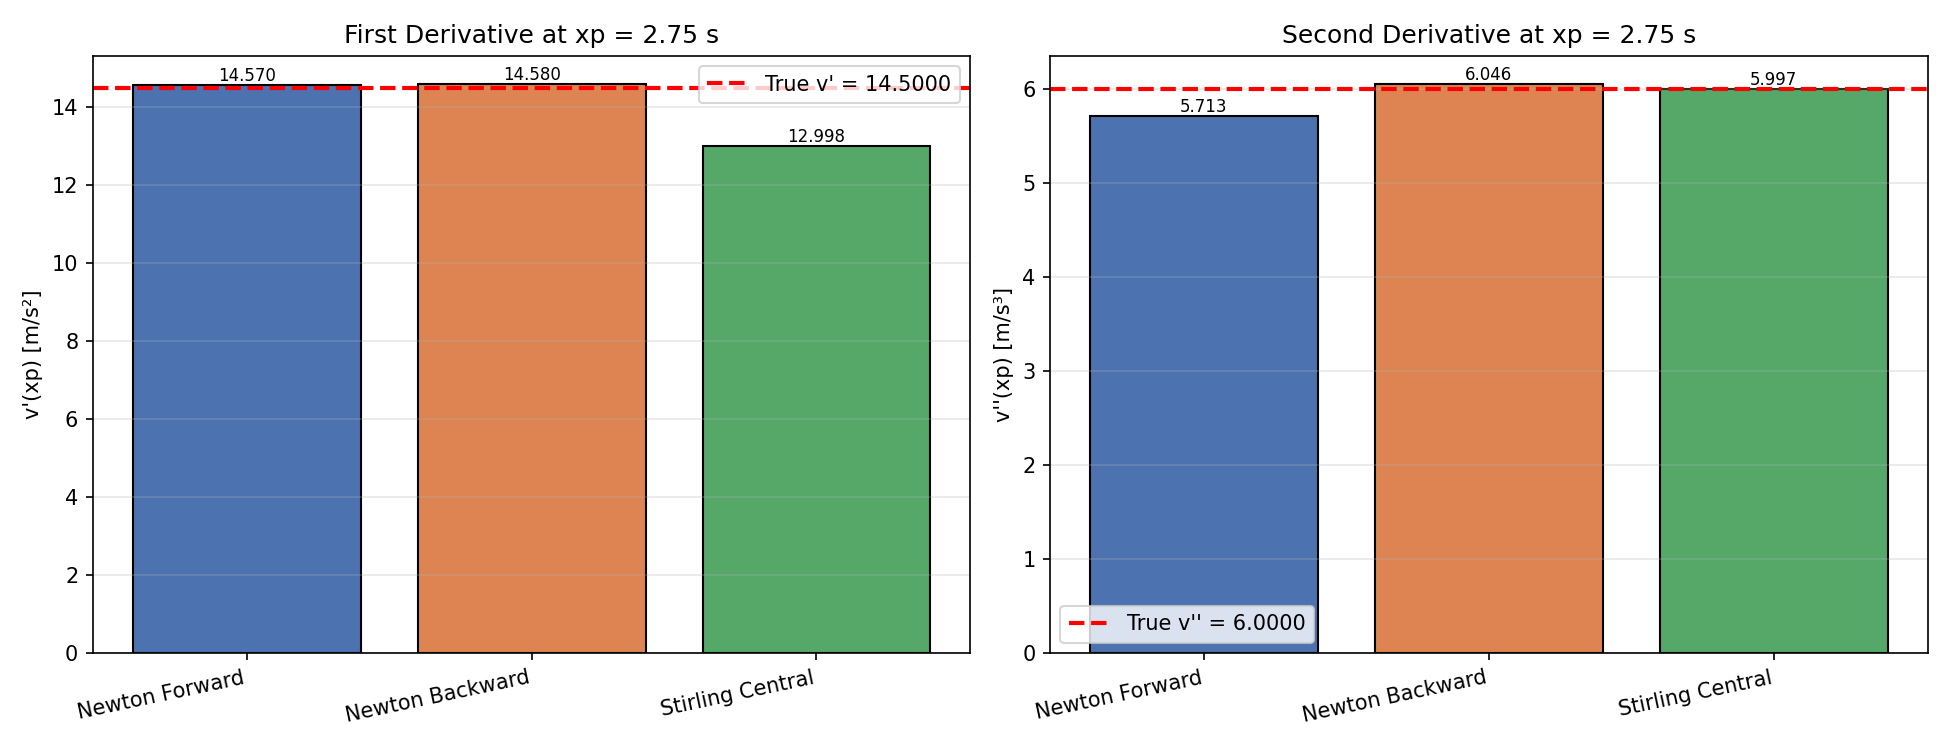 First Derivative at xp = 2.75 s
v'(xp) [m/s²]
14
12
10
8
6
4
2
0
14.570
14.580
12.998
True v' = 14.5000
Newton Forward
Newton Backward
Stirling Central
Second Derivative at xp = 2.75 s
v''(xp) [m/s³]
6
5
4
3
2
1
0
5.713
6.046
5.997
True v'' = 6.0000
Newton Forward
Newton Backward
Stirling Central